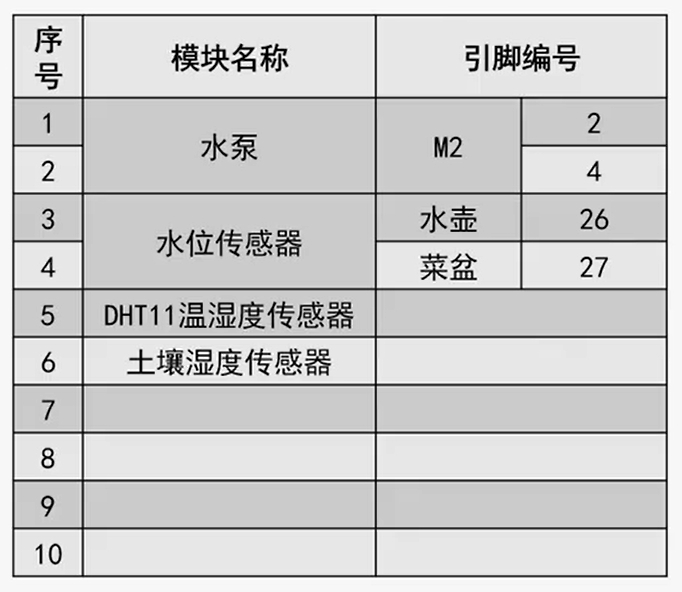 序号 模块名称 引脚编号
1 水泵 M2 2
2 4
3 水位传感器 水壶 26
4 菜盆 27
5 DHT11温湿度传感器
6 土壤湿度传感器
7
8
9
10